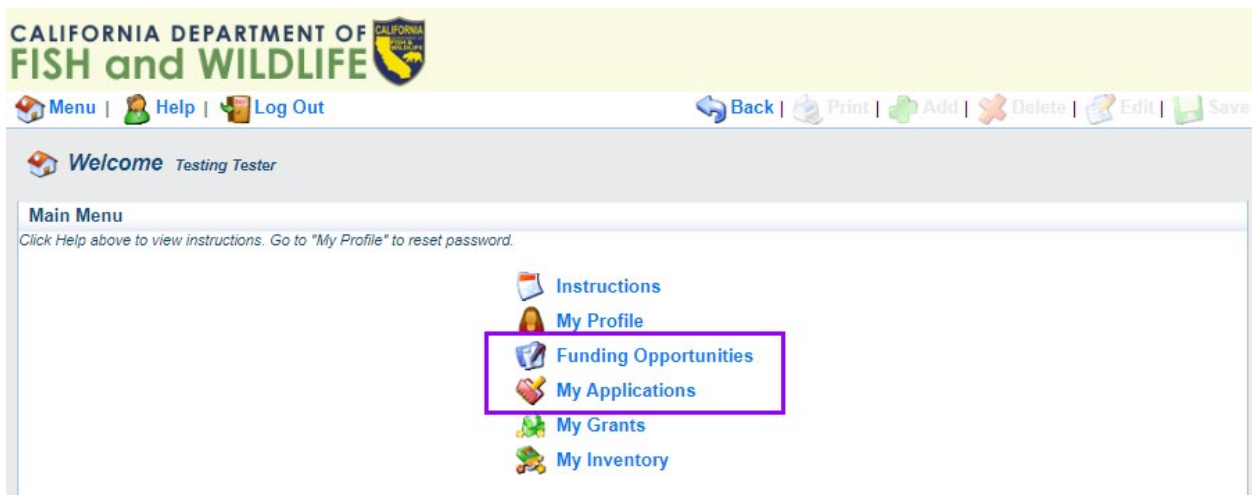 CALIFORNIA DEPARTMENT OF
FISH and WILDLIFE
CALIFORNIA
FISH &
WILDLIFE
Menu | Help | Log Out
Back | Print | Add | Delete | Edit | Save
Welcome Testing Tester
Main Menu
Click Help above to view instructions. Go to "My Profile" to reset password.
Instructions
My Profile
Funding Opportunities
My Applications
My Grants
My Inventory